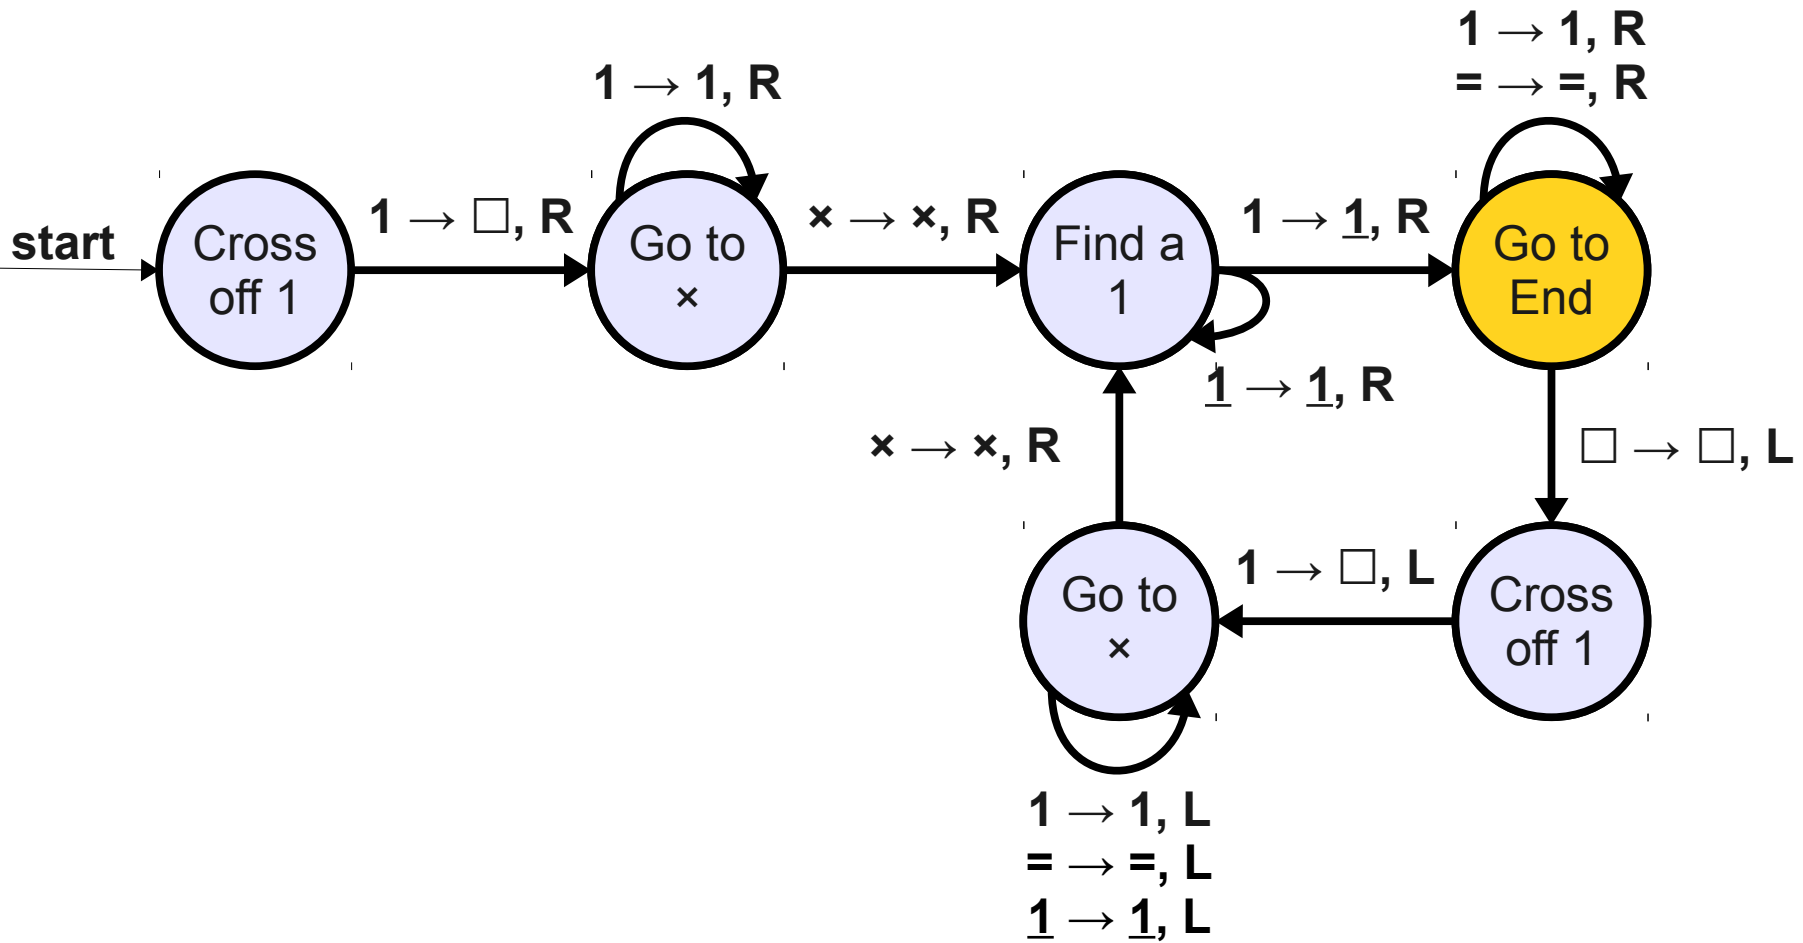 1 → 1, R
= → =, R
1 → 1, R
start
Cross
off 1
1 → □, R
Go to
×
× → ×, R
Find a
1
1 → 1, R
Go to
End
1 → 1, R
× → ×, R
□ → □, L
Go to
×
1 → □, L
Cross
off 1
1 → 1, L
= → =, L
1 → 1, L